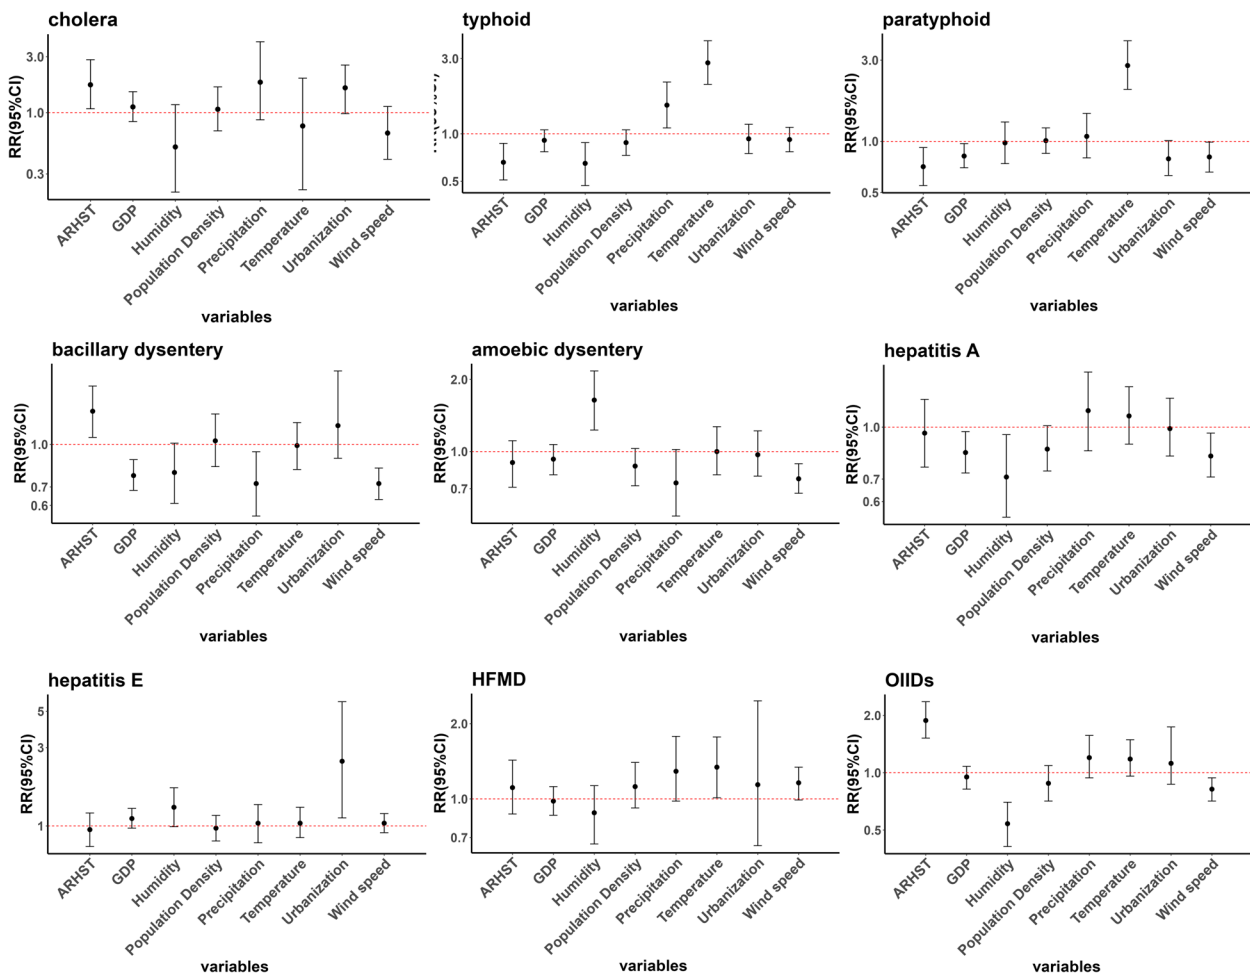 cholera
RR(95%CI)
3.0
1.0
0.3
ARHST
GDP
Humidity
Population Density
Precipitation
Temperature
Urbanization
Wind speed
variables
typhoid
3.0
1.0
0.5
ARHST
GDP
Humidity
Population Density
Precipitation
Temperature
Urbanization
Wind speed
variables
paratyphoid
RR(95%CI)
3.0
1.0
0.5
ARHST
GDP
Humidity
Population Density
Precipitation
Temperature
Urbanization
Wind speed
variables
bacillary dysentery
RR(95%CI)
1.0
0.7
0.6
ARHST
GDP
Humidity
Population Density
Precipitation
Temperature
Urbanization
Wind speed
variables
amoebic dysentery
RR(95%CI)
2.0
1.0
0.7
ARHST
GDP
Humidity
Population Density
Precipitation
Temperature
Urbanization
Wind speed
variables
hepatitis A
RR(95%CI)
1.0
0.7
0.6
ARHST
GDP
Humidity
Population Density
Precipitation
Temperature
Urbanization
Wind speed
variables
hepatitis E
RR(95%CI)
5
3
1
ARHST
GDP
Humidity
Population Density
Precipitation
Temperature
Urbanization
Wind speed
variables
HFMD
RR(95%CI)
2.0
1.0
0.7
ARHST
GDP
Humidity
Population Density
Precipitation
Temperature
Urbanization
Wind speed
variables
OIIDs
RR(95%CI)
2.0
1.0
0.5
ARHST
GDP
Humidity
Population Density
Precipitation
Temperature
Urbanization
Wind speed
variables